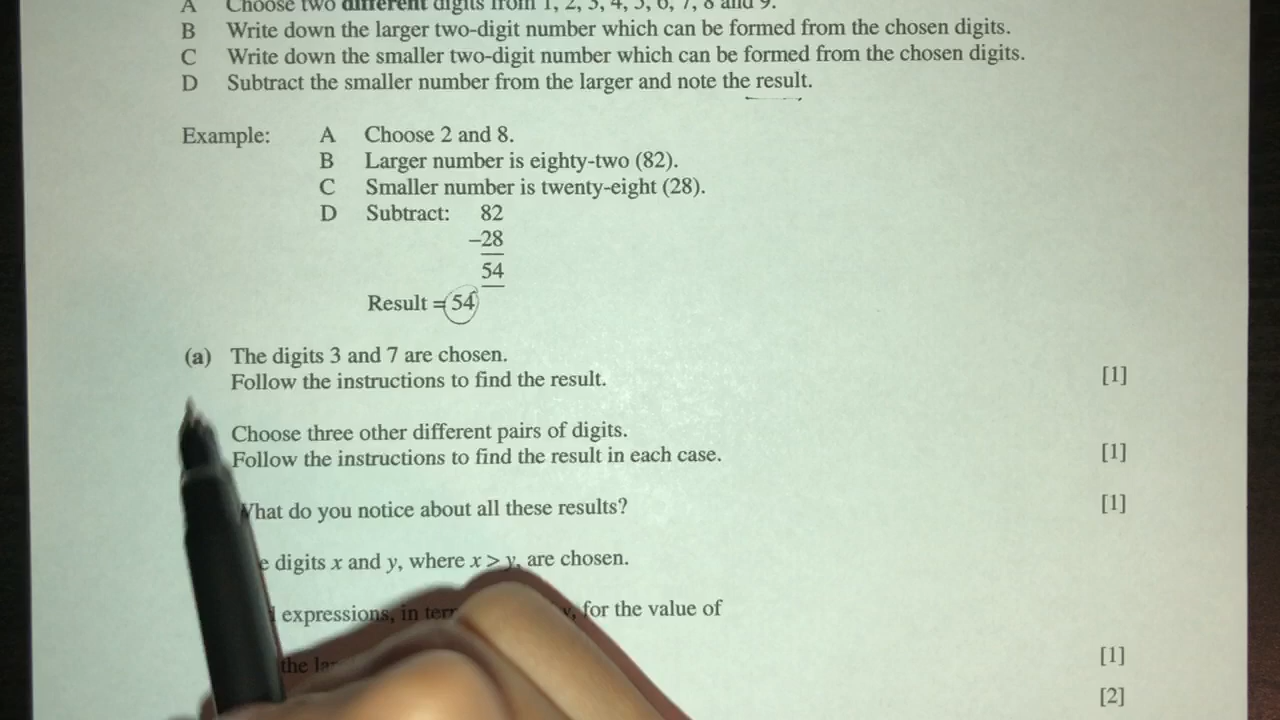 A Choose two different digits from 1, 2, 3, 4, 5, 6, 7, 8 and 9.
B Write down the larger two-digit number which can be formed from the chosen digits.
C Write down the smaller two-digit number which can be formed from the chosen digits.
D Subtract the smaller number from the larger and note the result.
Example: A Choose 2 and 8.
B Larger number is eighty-two (82).
C Smaller number is twenty-eight (28).
D Subtract: 82
–28
54
Result = 54
(a) The digits 3 and 7 are chosen.
Follow the instructions to find the result. [1]
Choose three other different pairs of digits.
Follow the instructions to find the result in each case. [1]
What do you notice about all these results? [1]
digits x and y, where x > y, are chosen.
expressions, in for the value of
the [1]
[2]